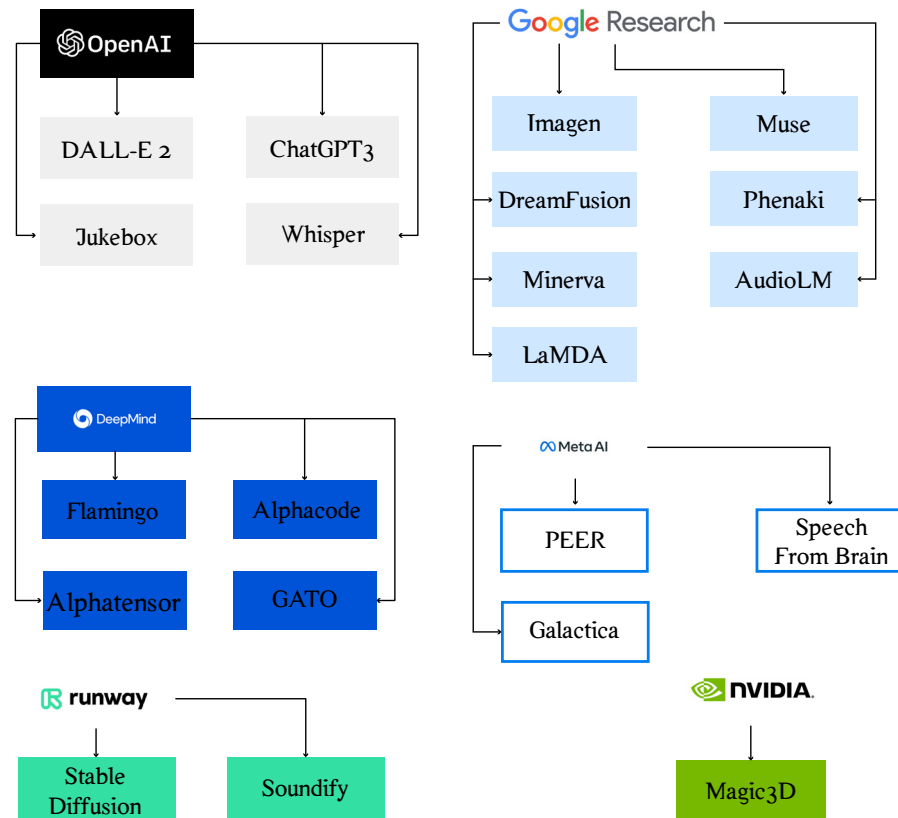 OpenAI
DALL-E 2
ChatGPT3
Jukebox
Whisper
Google Research
Imagen
Muse
DreamFusion
Phenaki
Minerva
AudioLM
LaMDA
DeepMind
Flamingo
Alphacode
Alphatensor
GATO
Meta AI
PEER
Speech
From Brain
Galactica
runway
Stable
Diffusion
Soundify
NVIDIA.
Magic3D